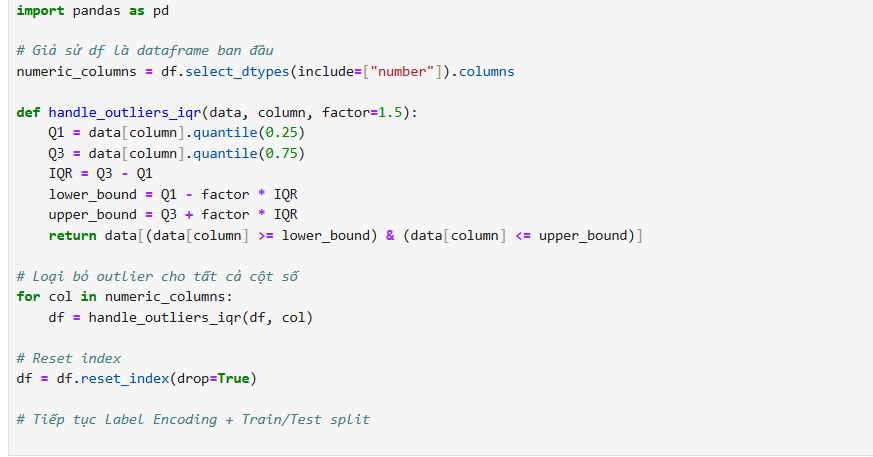 import pandas as pd
# Giả sử df là dataframe ban đầu
numeric_columns = df.select_dtypes(include=["number"]).columns
def handle_outliers_iqr(data, column, factor=1.5):
    Q1 = data[column].quantile(0.25)
    Q3 = data[column].quantile(0.75)
    IQR = Q3 - Q1
    lower_bound = Q1 - factor * IQR
    upper_bound = Q3 + factor * IQR
    return data[(data[column] >= lower_bound) & (data[column] <= upper_bound)]
# Loại bỏ outlier cho tất cả cột số
for col in numeric_columns:
    df = handle_outliers_iqr(df, col)
# Reset index
df = df.reset_index(drop=True)
# Tiếp tục Label Encoding + Train/Test split